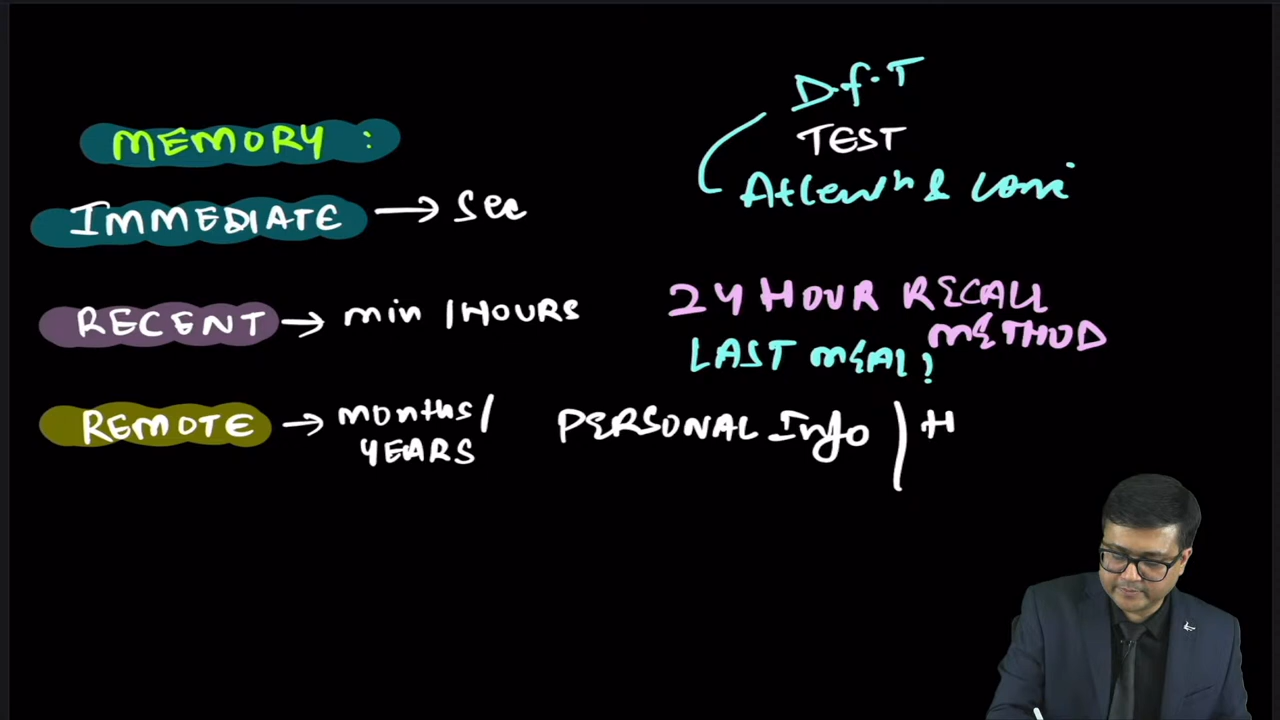 D.f.T
TEST
MEMORY :
Attentn & conc
IMMEDIATE → Sec
RECENT → min / HOURS
24 HOUR RECALL METHOD
LAST MEAL?
REMOTE → months / YEARS
PERSONAL Info / H